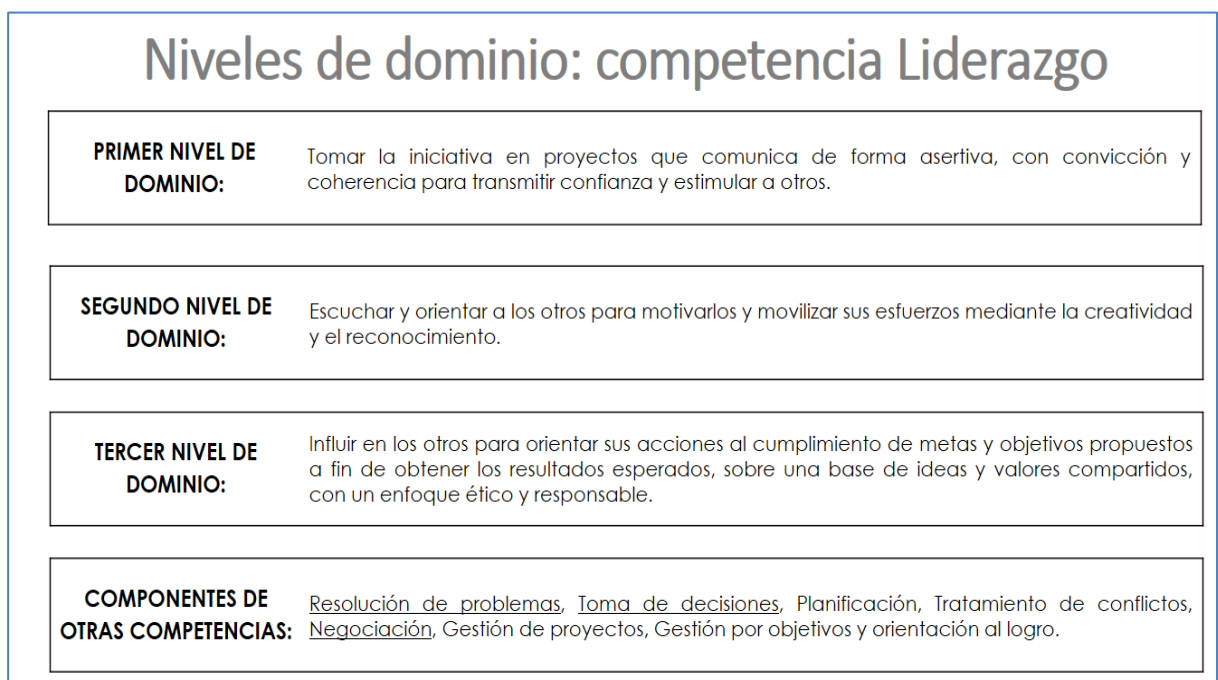 Niveles de dominio: competencia Liderazgo
PRIMER NIVEL DE
DOMINIO:
Tomar la iniciativa en proyectos que comunica de forma asertiva, con convicción y
coherencia para transmitir confianza y estimular a otros.
SEGUNDO NIVEL DE
DOMINIO:
Escuchar y orientar a los otros para motivarlos y movilizar sus esfuerzos mediante la creatividad
y el reconocimiento.
TERCER NIVEL DE
DOMINIO:
Influir en los otros para orientar sus acciones al cumplimiento de metas y objetivos propuestos
a fin de obtener los resultados esperados, sobre una base de ideas y valores compartidos,
con un enfoque ético y responsable.
COMPONENTES DE
OTRAS COMPETENCIAS:
Resolución de problemas, Toma de decisiones, Planificación, Tratamiento de conflictos,
Negociación, Gestión de proyectos, Gestión por objetivos y orientación al logro.